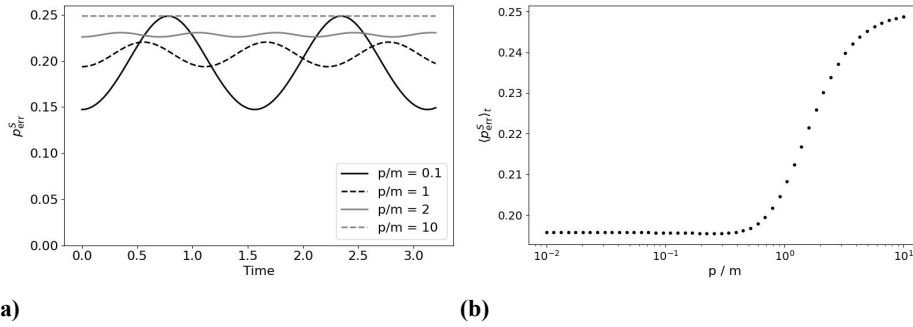 0.25
0.20
0.15
0.10
0.05
0.00
p^S_err
0.0 0.5 1.0 1.5 2.0 2.5 3.0
Time
p/m = 0.1
p/m = 1
p/m = 2
p/m = 10
a)
0.25
0.24
0.23
0.22
0.21
0.20
⟨p^S_err⟩_t
10^−2 10^−1 10^0 10^1
p / m
(b)